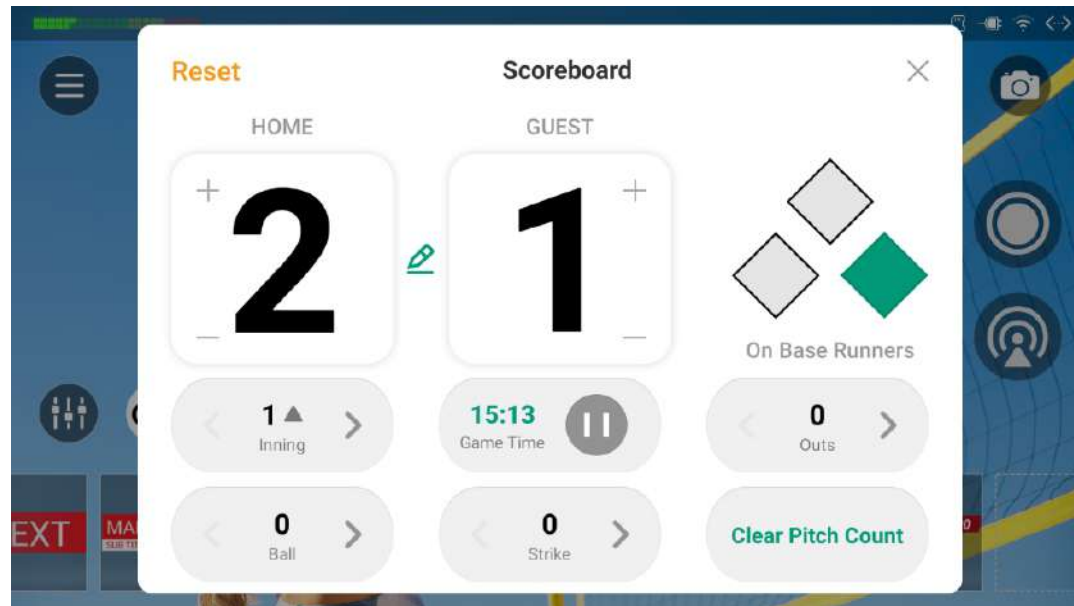 Reset Scoreboard
HOME GUEST
2 1
On Base Runners
1 15:13 0
Inning Game Time Outs
0 0 Clear Pitch Count
Ball Strike
EXT MAI